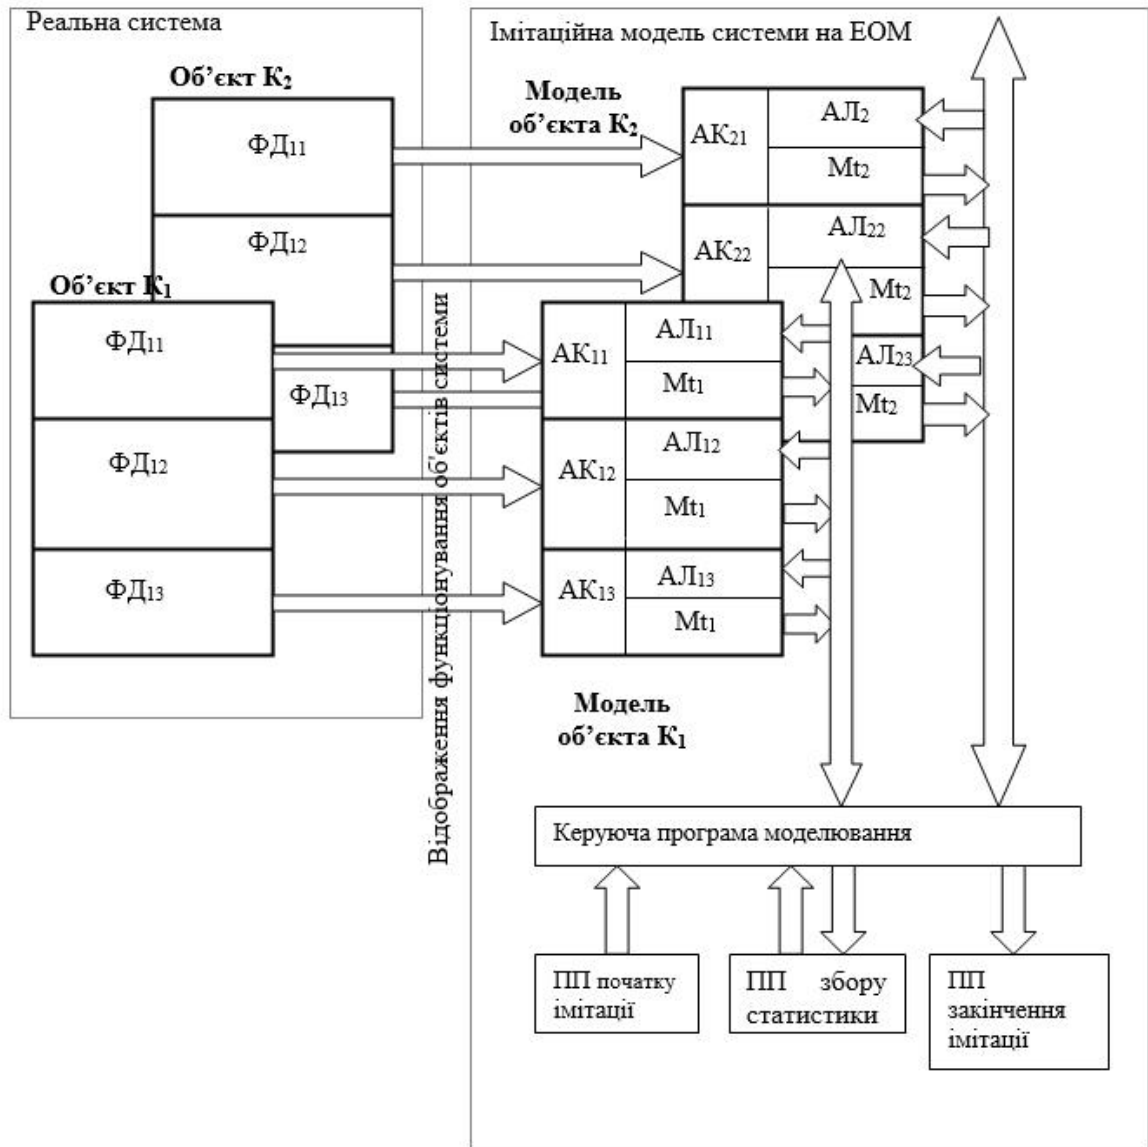 Реальна система
Об’єкт К₂
ФД₁₁
ФД₁₂
ФД₁₃
Об’єкт К₁
ФД₁₁
ФД₁₂
ФД₁₃
Відображення функціонування об'єктів системи
Імітаційна модель системи на ЕОМ
Модель
об’єкта К₂
АК₂₁
АЛ₂
Мt₂
АК₂₂
АЛ₂₂
Мt₂
АЛ₂₃
Мt₂
АК₁₁
АЛ₁₁
Мt₁
АК₁₂
АЛ₁₂
Мt₁
АК₁₃
АЛ₁₃
Мt₁
Модель
об’єкта К₁
Керуюча програма моделювання
ПП початку
імітації
ПП збору
статистики
ПП
закінчення
імітації